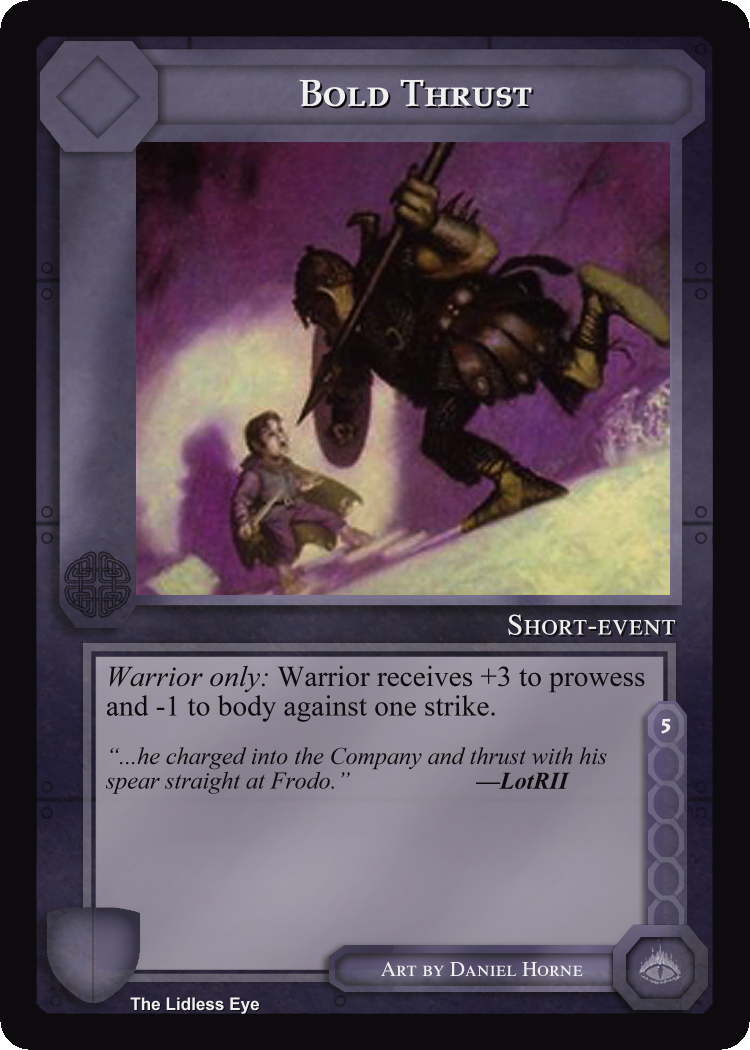 Bold Thrust
Short-event
Warrior only: Warrior receives +3 to prowess
and -1 to body against one strike.
“...he charged into the Company and thrust with his
spear straight at Frodo.” —LotRII
5
Art by Daniel Horne
The Lidless Eye